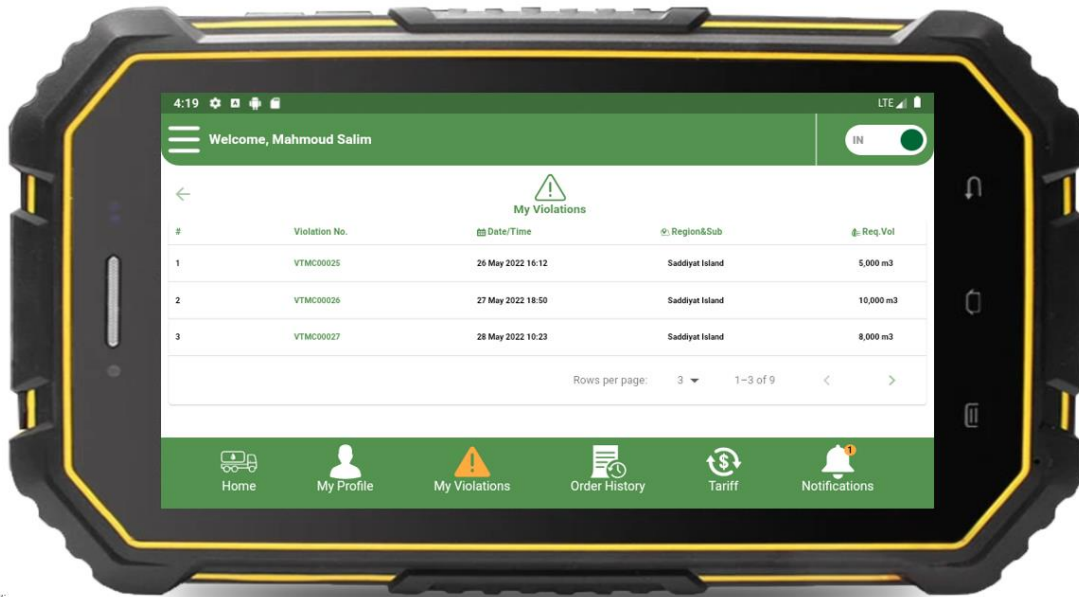 4:19 LTE
Welcome, Mahmoud Salim IN
My Violations
# Violation No. Date/Time Region&Sub Req.Vol
1 VTMC00025 26 May 2022 16:12 Saddiyat Island 5,000 m3
2 VTMC00026 27 May 2022 18:50 Saddiyat Island 10,000 m3
3 VTMC00027 28 May 2022 10:23 Saddiyat Island 8,000 m3
Rows per page: 3 1–3 of 9
1
Home My Profile My Violations Order History Tariff Notifications